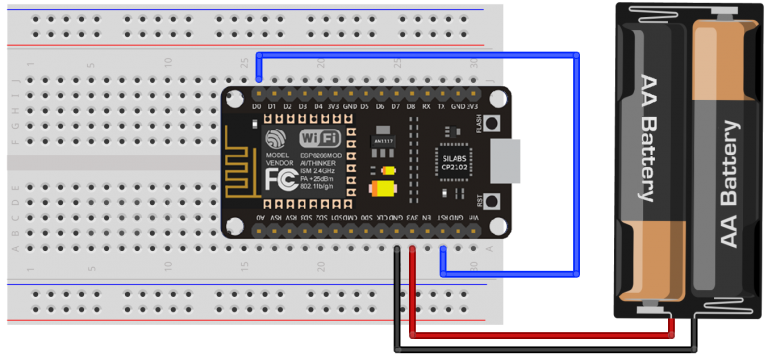 1 5 10 15 20 25 30
J
I
H
G
F
D0 D1 D2 D3 D4 3V3 GND D5 D6 D7 D8 RX TX GND 3V3
FLASH
WiFi
AN1117
MODEL
VENDOR
ESP8266MOD
AI/THINKER
ISM 2.4GHz
PA +25dBm
802.11b/g/n
FC
SILABS
CP2102
RST
E
D
C
B
A
A0 RSV RSV SD3 SD2 SD1 CMD SD0 CLK GND 3V3 EN RST GND Vin
1 5 10 15 20 25 30
AA Battery
AA Battery